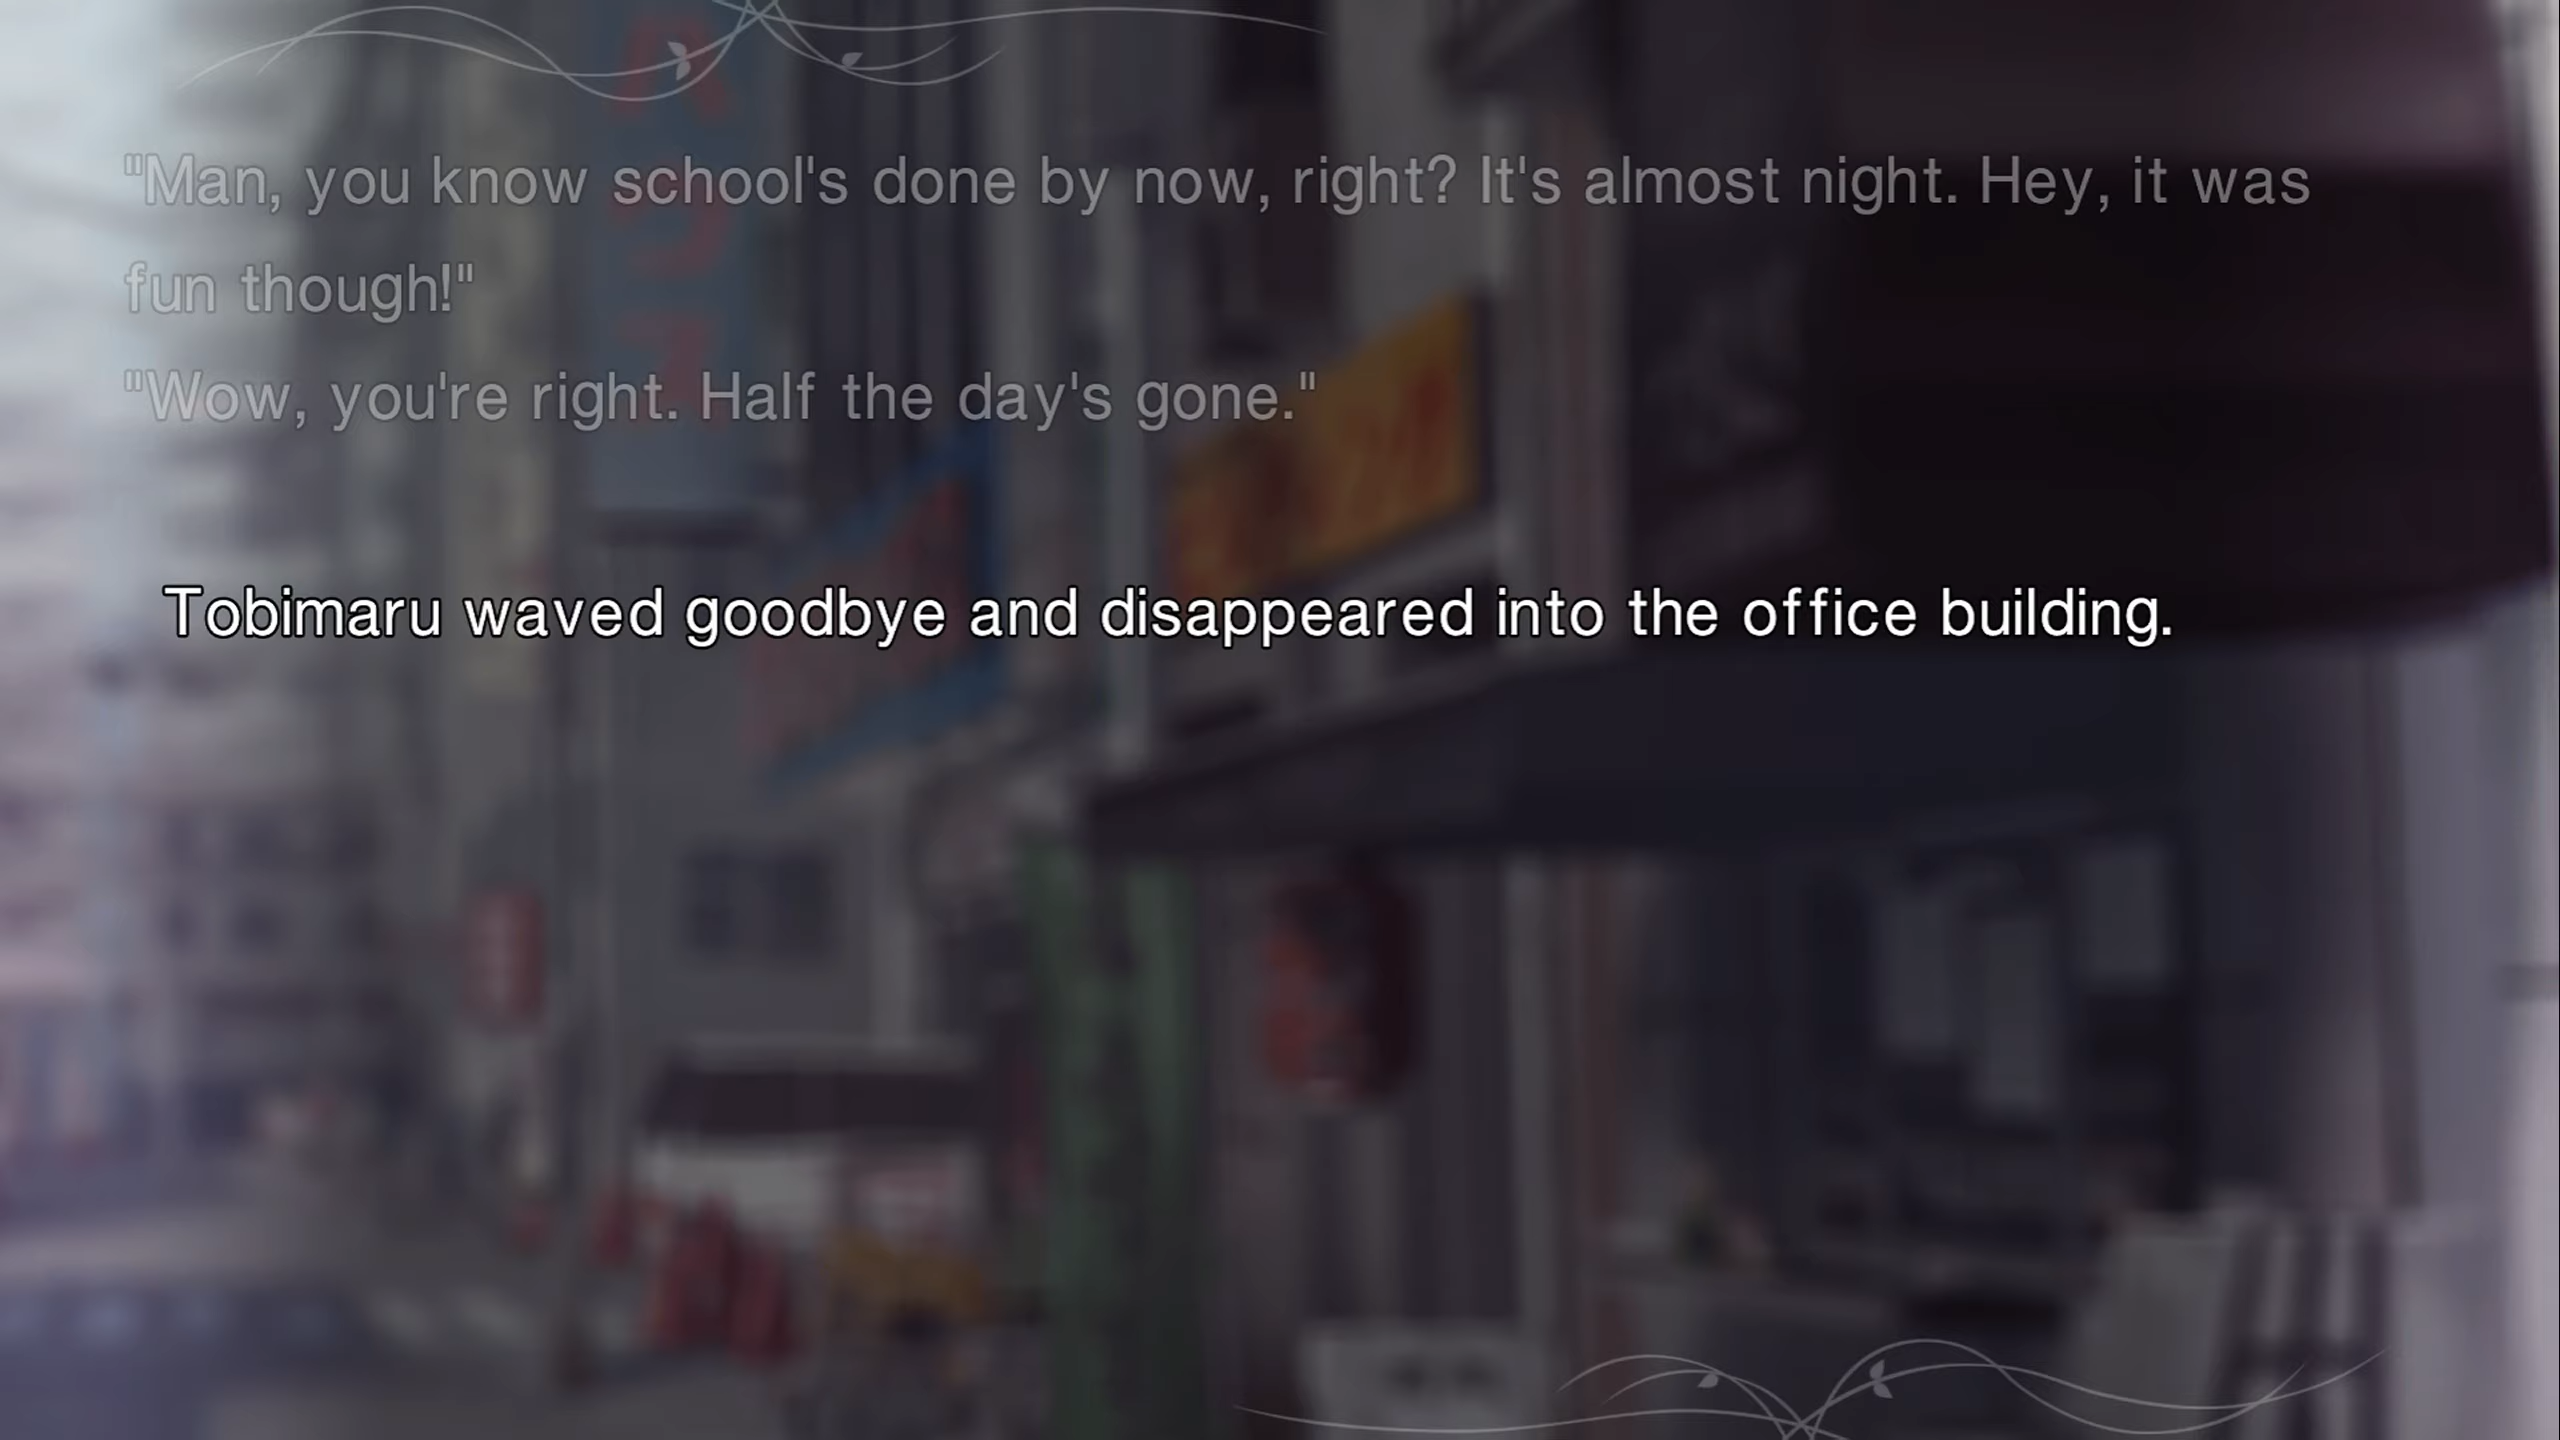 "Man, you know school's done by now, right? It's almost night. Hey, it was
fun though!"
"Wow, you're right. Half the day's gone."
Tobimaru waved goodbye and disappeared into the office building.